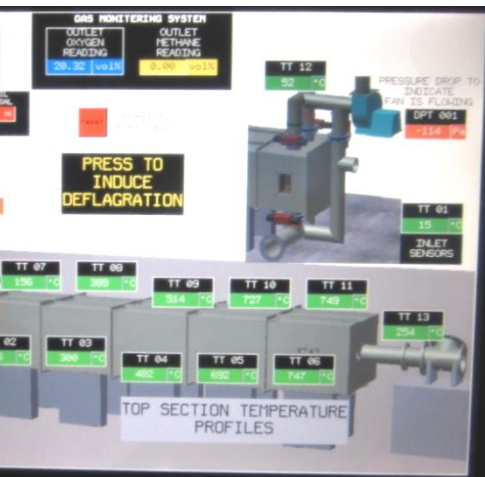 GAS MONITERING SYSTEM
OUTLET
OXYGEN
READING
20.32 vol%
OUTLET
METHANE
READING
0.00 vol%
TT 12
52 °C
PRESSURE DROP TO
INDICATE
FAN IS FLOWING
DPT 001
-114 Pa
PRESS TO
INDUCE
DEFLAGRATION
TT 01
15 °C
INLET
SENSORS
TT 07
156 °C
TT 08
389 °C
TT 09
514 °C
TT 10
727 °C
TT 11
749 °C
TT 13
254 °C
02
°C
TT 03
300 °C
TT 04
482 °C
TT 05
692 °C
TT 06
747 °C
TOP SECTION TEMPERATURE
PROFILES